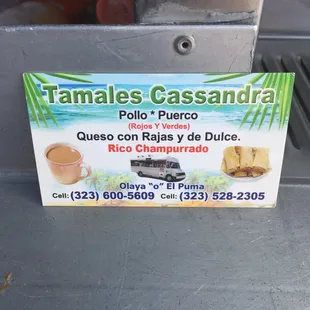 Tamales Cassandra
Pollo * Puerco
(Rojos Y Verdes)
Queso con Rajas y de Dulce.
Rico Champurrado
Olaya "o" El Puma
Cell: (323) 600-5609 Cell: (323) 528-2305